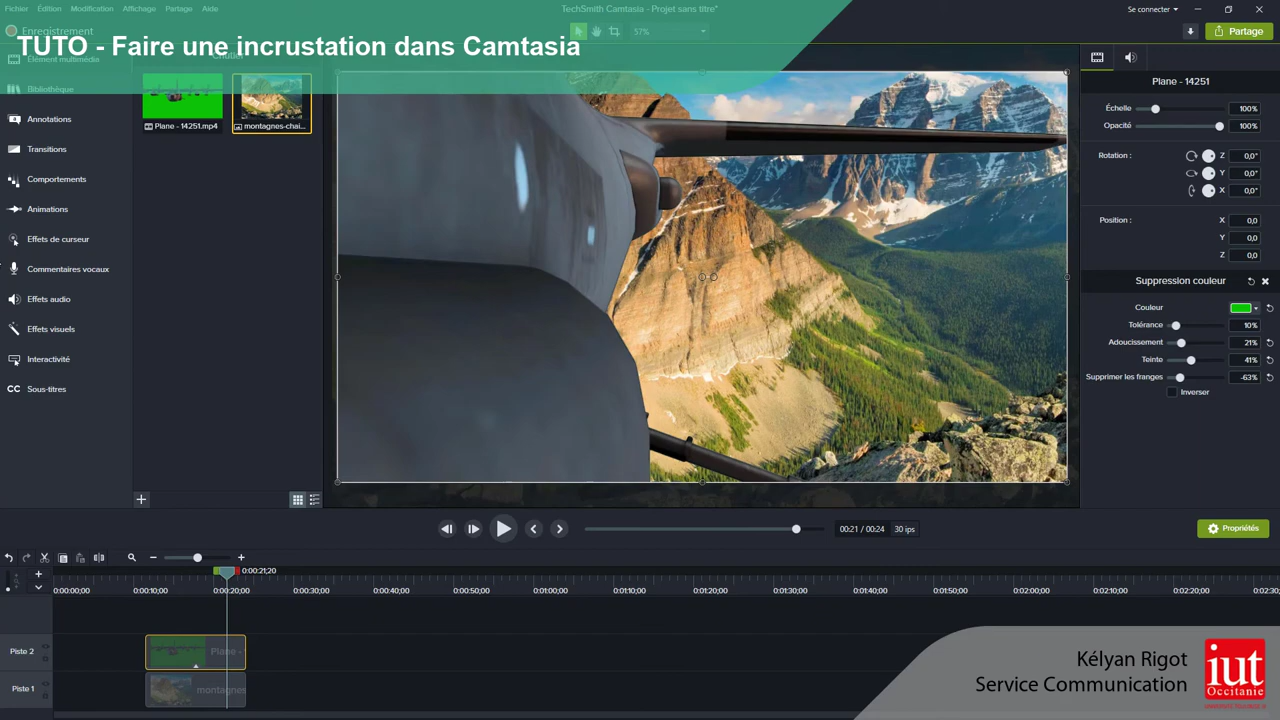 Fichier Édition Modification Affichage Partage Aide
TechSmith Camtasia - Projet sans titre*
Se connecter
Enregistrement
TUTO - Faire une incrustation dans Camtasia
57%
Partage
Élément multimédia
Chutier
Bibliothèque
Annotations
Transitions
Comportements
Animations
Effets de curseur
Commentaires vocaux
Effets audio
Effets visuels
Interactivité
CC Sous-titres
Plane - 14251.mp4
montagnes-chai...
Plane - 14251
Échelle 100%
Opacité 100%
Rotation : Z 0,0°
Y 0,0°
X 0,0°
Position : X 0,0
Y 0,0
Z 0,0
Suppression couleur
Couleur
Tolérance 10%
Adoucissement 21%
Teinte 41%
Supprimer les franges -63%
Inverser
00:21 / 00:24 30 ips
Propriétés
0:00:21;20
0:00:00;00 0:00:10;00 0:00:20;00 0:00:30;00 0:00:40;00 0:00:50;00 0:01:00;00 0:01:10;00 0:01:20;00 0:01:30;00 0:01:40;00 0:01:50;00 0:02:00;00 0:02:10;00 0:02:20;00 0:02:30;
Piste 2
Plane -
Piste 1
montagnes
Kélyan Rigot
Service Communication
iut
Occitanie